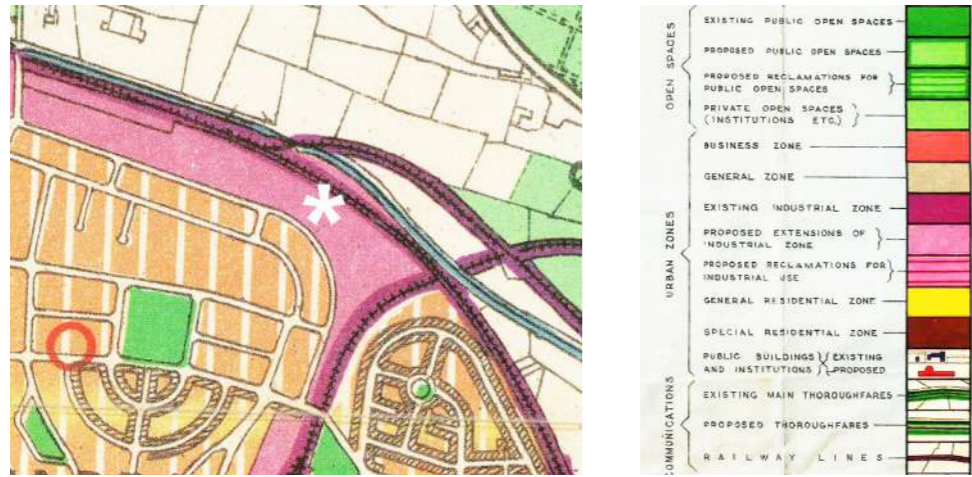 OPEN SPACES
EXISTING PUBLIC OPEN SPACES
PROPOSED PUBLIC OPEN SPACES
PROPOSED RECLAMATIONS FOR
PUBLIC OPEN SPACES
PRIVATE OPEN SPACES
(INSTITUTIONS ETC.)
URBAN ZONES
BUSINESS ZONE
GENERAL ZONE
EXISTING INDUSTRIAL ZONE
PROPOSED EXTENSIONS OF
INDUSTRIAL ZONE
PROPOSED RECLAMATIONS FOR
INDUSTRIAL USE
GENERAL RESIDENTIAL ZONE
SPECIAL RESIDENTIAL ZONE
PUBLIC BUILDINGS EXISTING
AND INSTITUTIONS PROPOSED
COMMUNICATIONS
EXISTING MAIN THOROUGHFARES
PROPOSED THOROUGHFARES
RAILWAY LINES